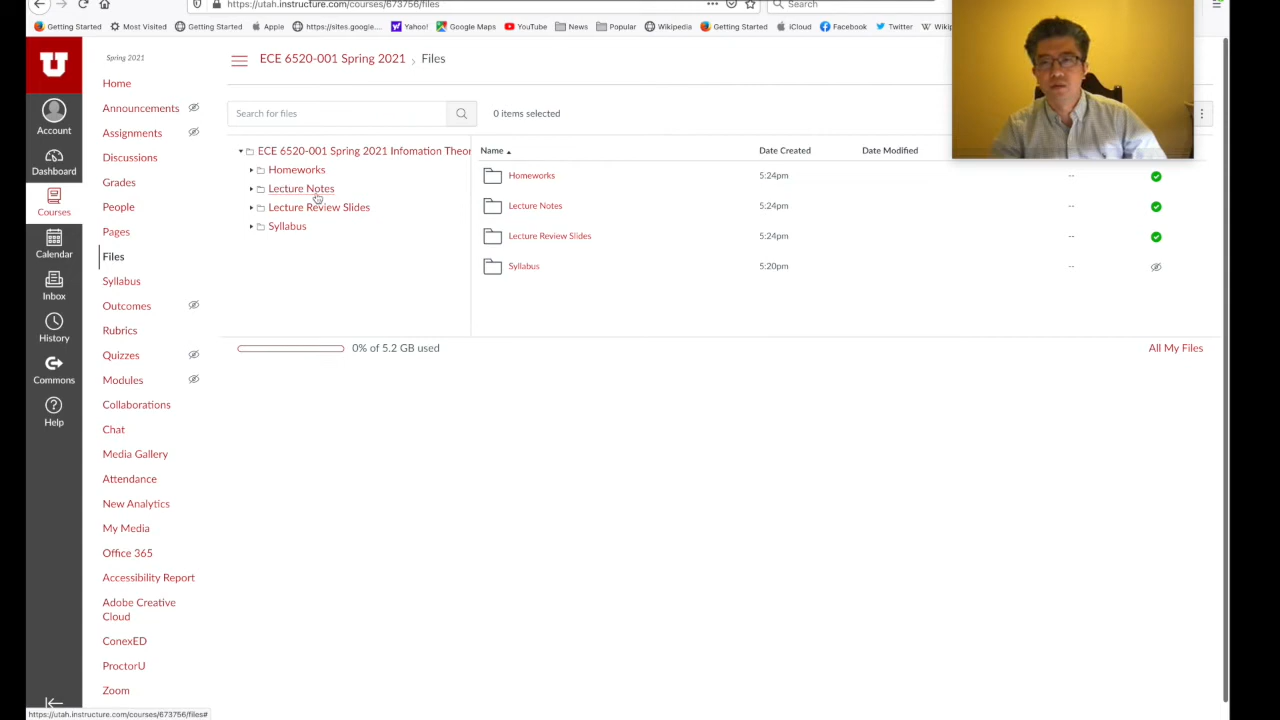 https://utah.instructure.com/courses/673756/files
Search
Getting Started
Most Visited
Getting Started
Apple
https://sites.google....
Yahoo!
Google Maps
YouTube
News
Popular
Wikipedia
Getting Started
iCloud
Facebook
Twitter
U
Account
Dashboard
Courses
Calendar
Inbox
History
Commons
Help
Spring 2021
Home
Announcements
Assignments
Discussions
Grades
People
Pages
Files
Syllabus
Outcomes
Rubrics
Quizzes
Modules
Collaborations
Chat
Media Gallery
Attendance
New Analytics
My Media
Office 365
Accessibility Report
Adobe Creative
Cloud
ConexED
ProctorU
Zoom
ECE 6520-001 Spring 2021 › Files
Search for files
0 items selected
ECE 6520-001 Spring 2021 Infomation Theor
Homeworks
Lecture Notes
Lecture Review Slides
Syllabus
Name Date Created Date Modified
Homeworks 5:24pm --
Lecture Notes 5:24pm --
Lecture Review Slides 5:24pm --
Syllabus 5:20pm --
0% of 5.2 GB used
All My Files
https://utah.instructure.com/courses/673756/files#